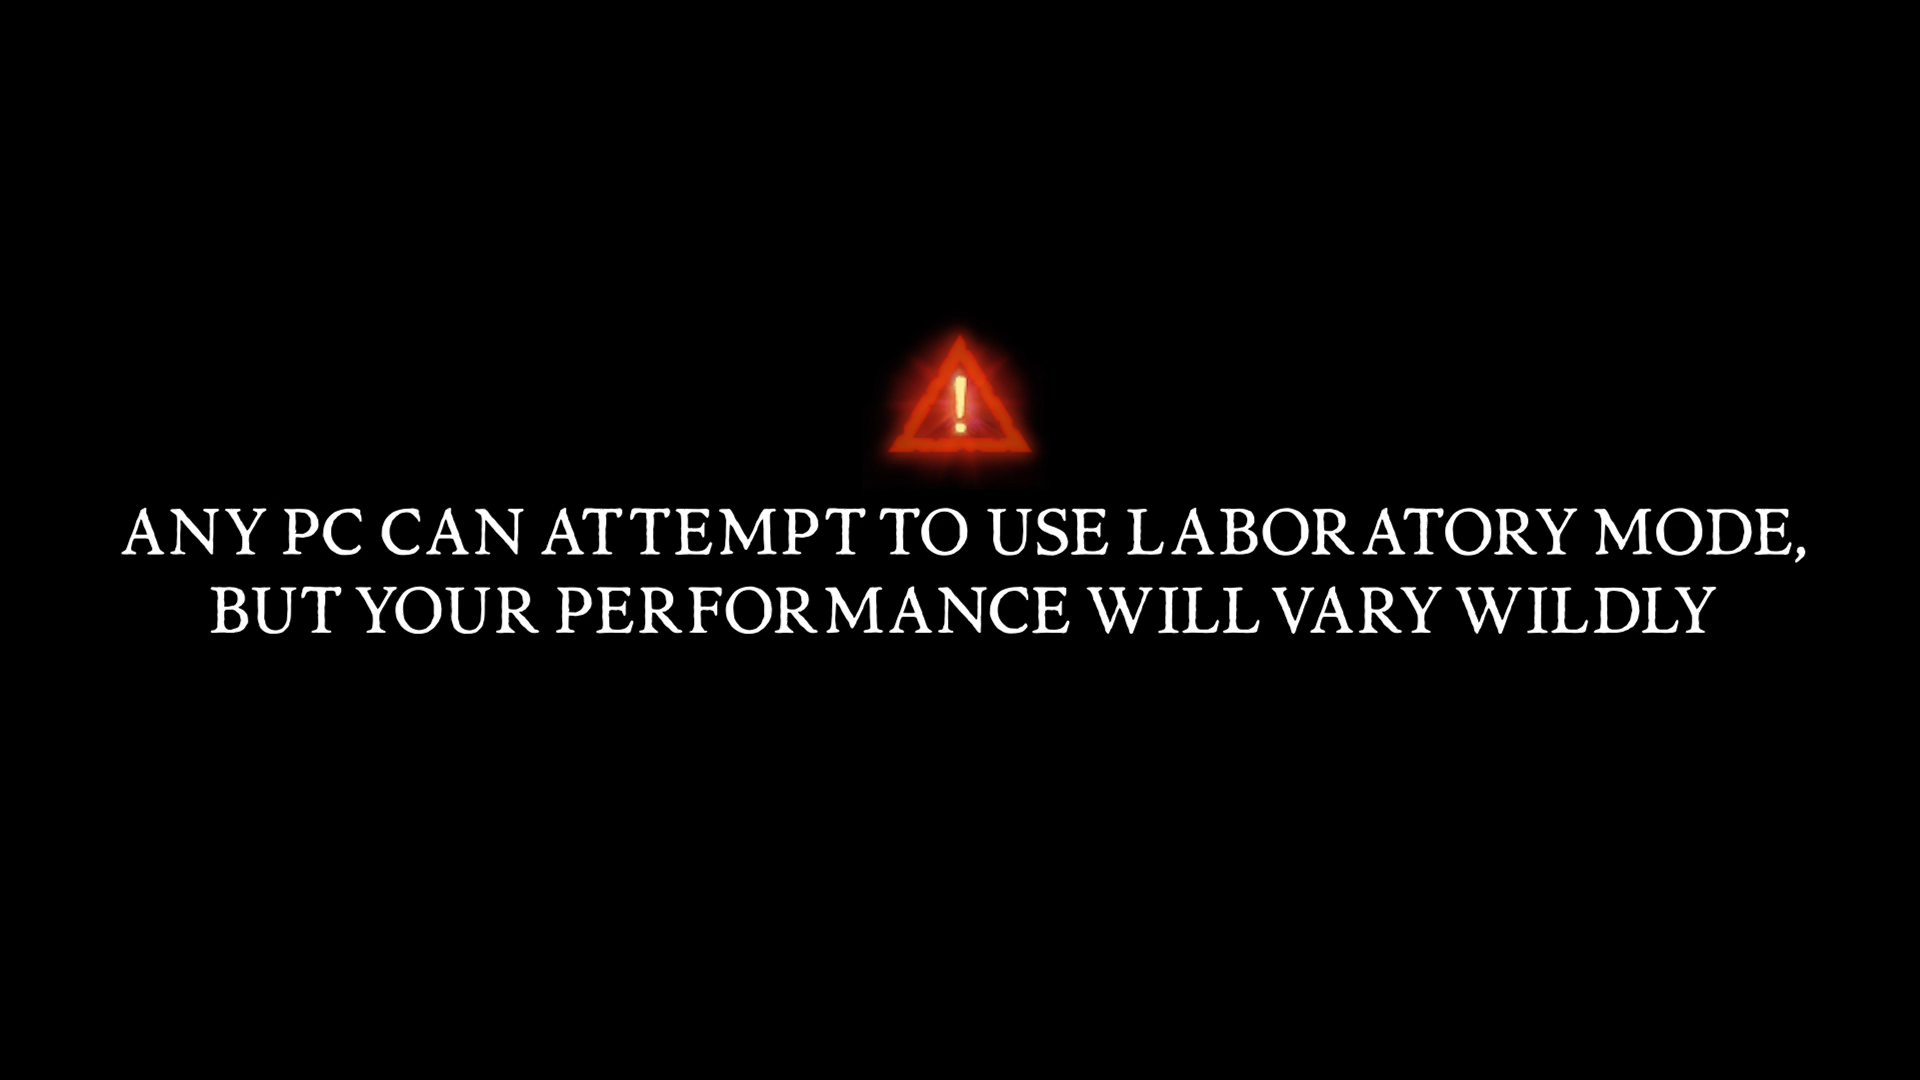 !
ANY PC CAN ATTEMPT TO USE LABORATORY MODE,
BUT YOUR PERFORMANCE WILL VARY WILDLY